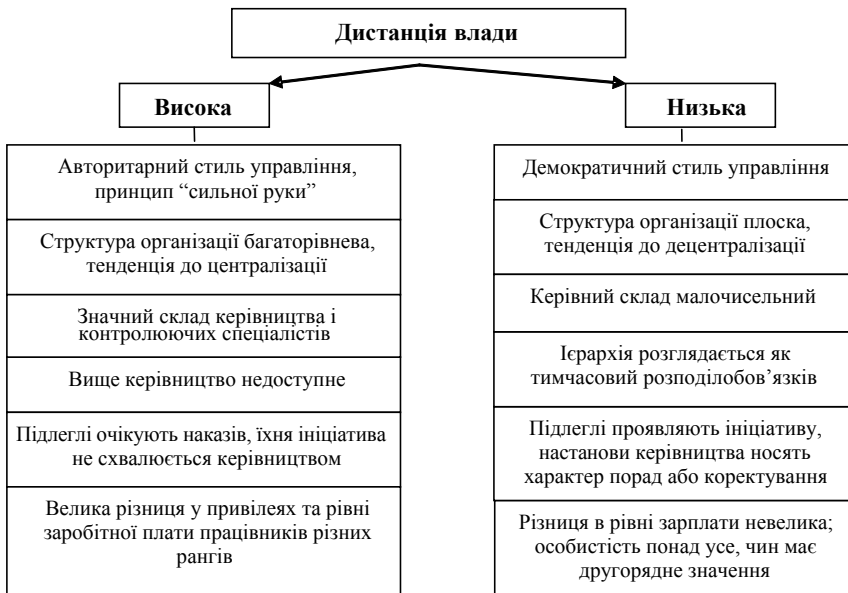 Дистанція влади
Висока
Низька
Авторитарний стиль управління,
принцип “сильної руки”
Структура організації багаторівнева,
тенденція до централізації
Значний склад керівництва і
контролюючих спеціалістів
Вище керівництво недоступне
Підлеглі очікують наказів, їхня ініціатива
не схвалюється керівництвом
Велика різниця у привілеях та рівні
заробітної плати працівників різних
рангів
Демократичний стиль управління
Структура організації плоска,
тенденція до децентралізації
Керівний склад малочисельний
Ієрархія розглядається як
тимчасовий розподілобов’язків
Підлеглі проявляють ініціативу,
настанови керівництва носять
характер порад або коректування
Різниця в рівні зарплати невелика;
особистість понад усе, чин має
другорядне значення